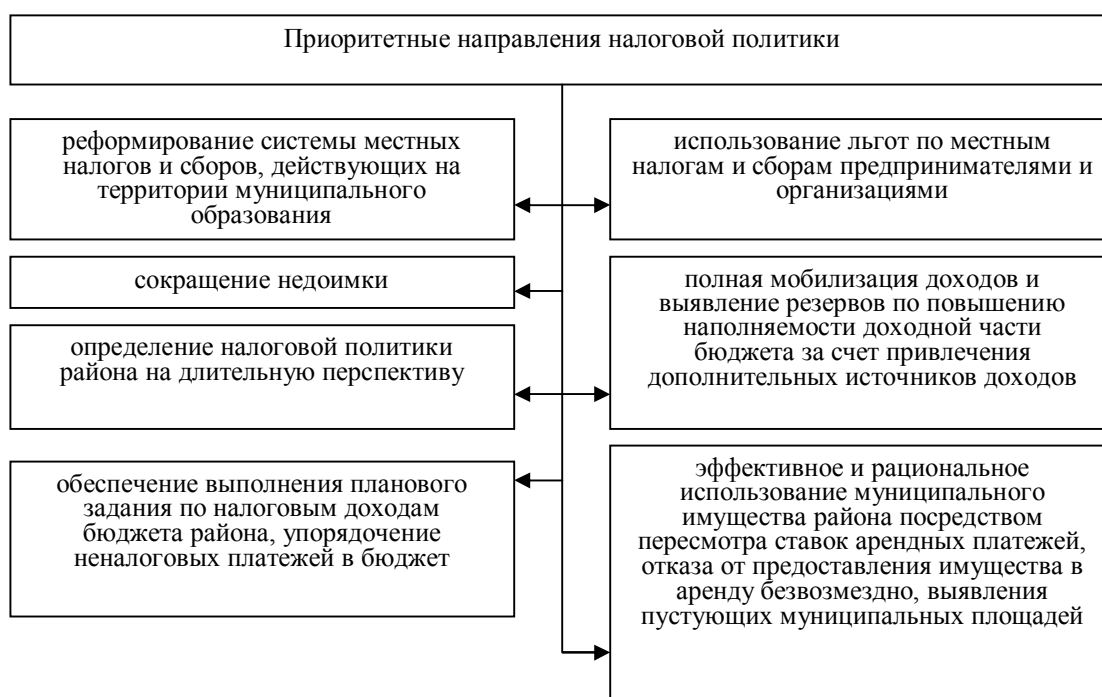 Приоритетные направления налоговой политики
реформирование системы местных
налогов и сборов, действующих на
территории муниципального
образования
использование льгот по местным
налогам и сборам предпринимателями и
организациями
сокращение недоимки
полная мобилизация доходов и
выявление резервов по повышению
наполняемости доходной части
бюджета за счет привлечения
дополнительных источников доходов
определение налоговой политики
района на длительную перспективу
обеспечение выполнения планового
задания по налоговым доходам
бюджета района, упорядочение
неналоговых платежей в бюджет
эффективное и рациональное
использование муниципального
имущества района посредством
пересмотра ставок арендных платежей,
отказа от предоставления имущества в
аренду безвозмездно, выявления
пустующих муниципальных площадей